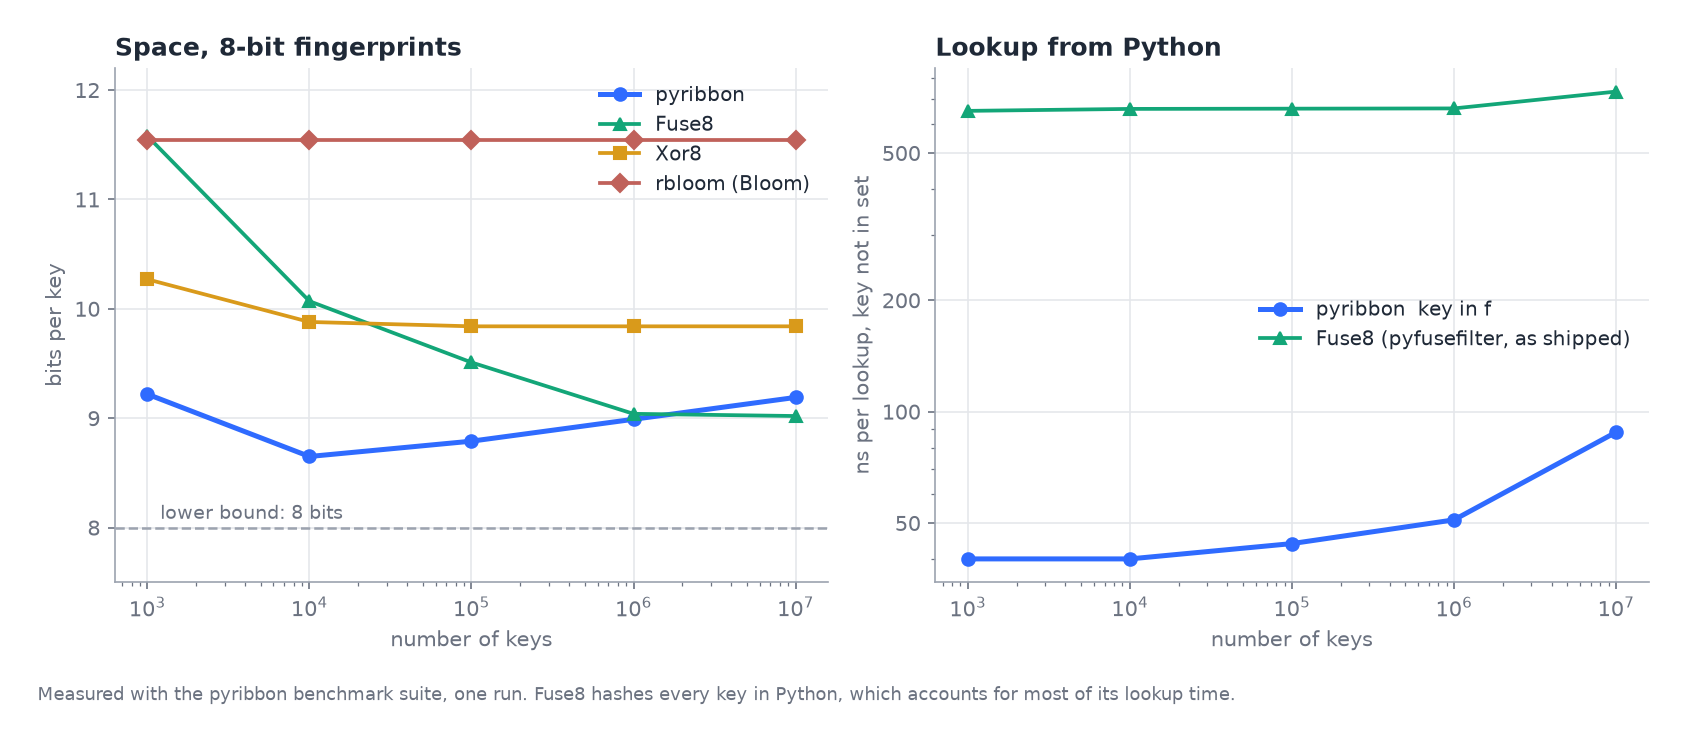 Space, 8-bit fingerprints
12
11
10
9
8
bits per key
pyribbon
Fuse8
Xor8
rbloom (Bloom)
lower bound: 8 bits
10³
10⁴
10⁵
10⁶
10⁷
number of keys
Lookup from Python
500
200
100
50
ns per lookup, key not in set
pyribbon  key in f
Fuse8 (pyfusefilter, as shipped)
10³
10⁴
10⁵
10⁶
10⁷
number of keys
Measured with the pyribbon benchmark suite, one run. Fuse8 hashes every key in Python, which accounts for most of its lookup time.